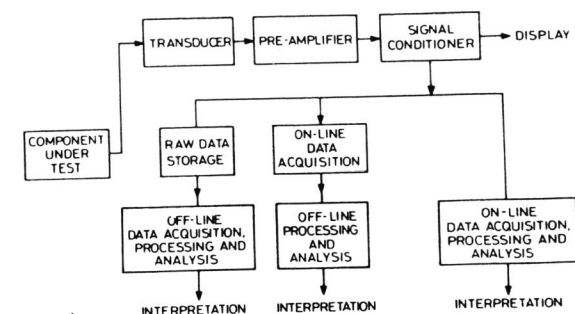 TRANSDUCER
PRE-AMPLIFIER
SIGNAL
CONDITIONER
DISPLAY
COMPONENT
UNDER
TEST
RAW DATA
STORAGE
ON-LINE
DATA
ACQUISITION
OFF-LINE
DATA ACQUISITION,
PROCESSING AND
ANALYSIS
OFF-LINE
PROCESSING
AND
ANALYSIS
ON-LINE
DATA ACQUISITION,
PROCESSING AND
ANALYSIS
INTERPRETATION
INTERPRETATION
INTERPRETATION